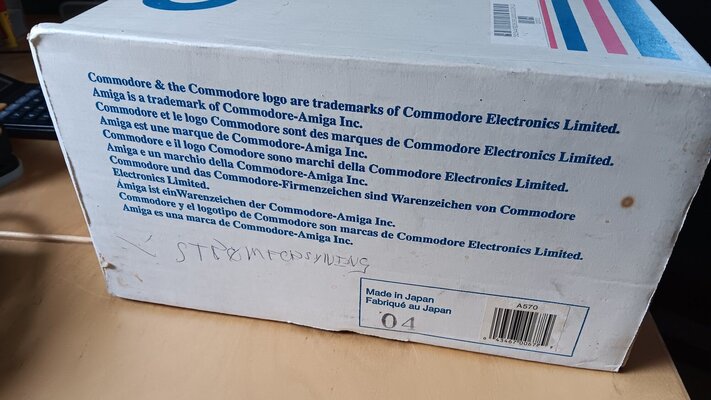 Commodore & the Commodore logo are trademarks of Commodore Electronics Limited.
Amiga is a trademark of Commodore-Amiga Inc.
Commodore et le logo Commodore sont des marques de Commodore Electronics Limited.
Amiga est une marque de Commodore-Amiga Inc.
Commodore e il logo Comodore sono marchi della Commodore Electronics Limited.
Amiga e un marchio della Commodore-Amiga Inc.
Commodore und das Commodore-Firmenzeichen sind Warenzeichen von Commodore
Electronics Limited.
Amiga ist einWarenzeichen der Commodore-Amiga Inc.
Commodore y el logotipo de Commodore son marcas de Commodore Electronics Limited.
Amiga es una marca de Commodore-Amiga Inc.
Made in Japan
Fabriqué au Japan
04
A570